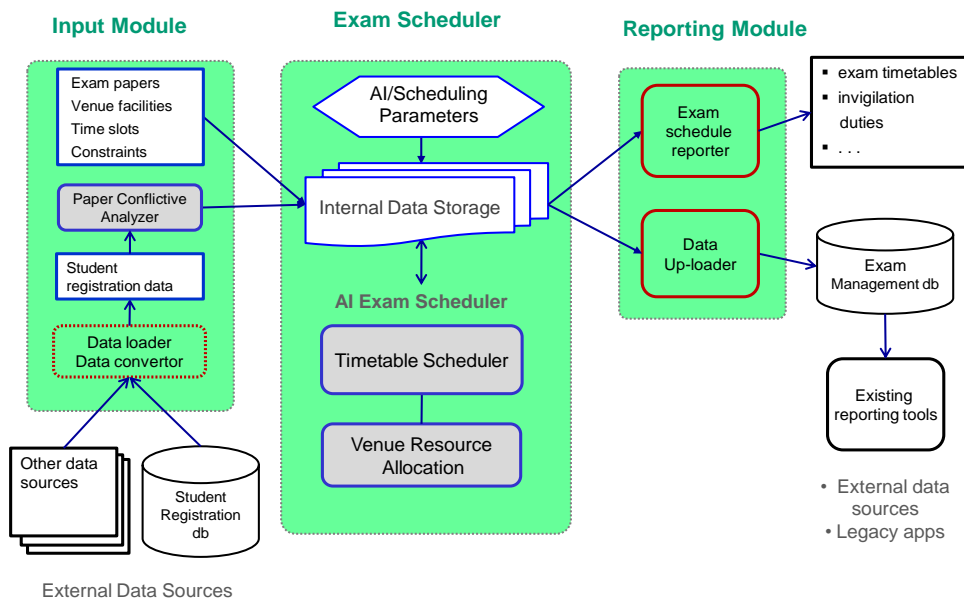 Input Module
Exam papers
Venue facilities
Time slots
Constraints
Paper Conflictive
Analyzer
Student
registration data
Data loader
Data convertor
Other data
sources
Student
Registration
db
External Data Sources
Exam Scheduler
AI/Scheduling
Parameters
Internal Data Storage
AI Exam Scheduler
Timetable Scheduler
Venue Resource
Allocation
Reporting Module
Exam
schedule
reporter
Data
Up-loader
▪ exam timetables
▪ invigilation
duties
▪ . . .
Exam
Management db
Existing
reporting tools
• External data
sources
• Legacy apps